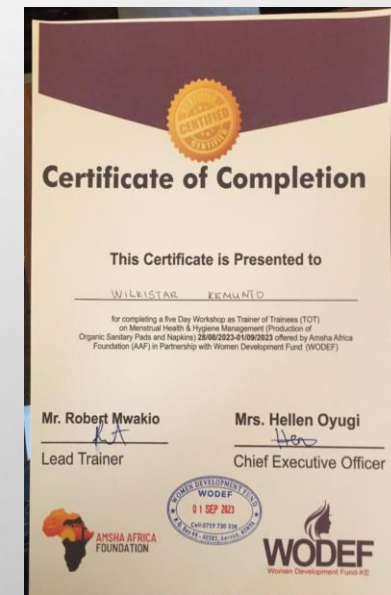 CERTIFIED
Certificate of Completion
This Certificate is Presented to
WILKISTAR KEMUNTO
for completing a five Day Workshop as Trainer of Trainees (TOT)
on Menstrual Health & Hygiene Management (Production of
Organic Sanitary Pads and Napkins) 28/08/2023-01/09/2023 offered by Amsha Africa
Foundation (AAF) in Partnership with Women Development Fund (WODEF)
Mr. Robert Mwakio
Lead Trainer
Mrs. Hellen Oyugi
Chief Executive Officer
WOMEN DEVELOPMENT FUND
WODEF
01 SEP 2023
AMSHA AFRICA
FOUNDATION
WODEF
Women Development Fund-KE